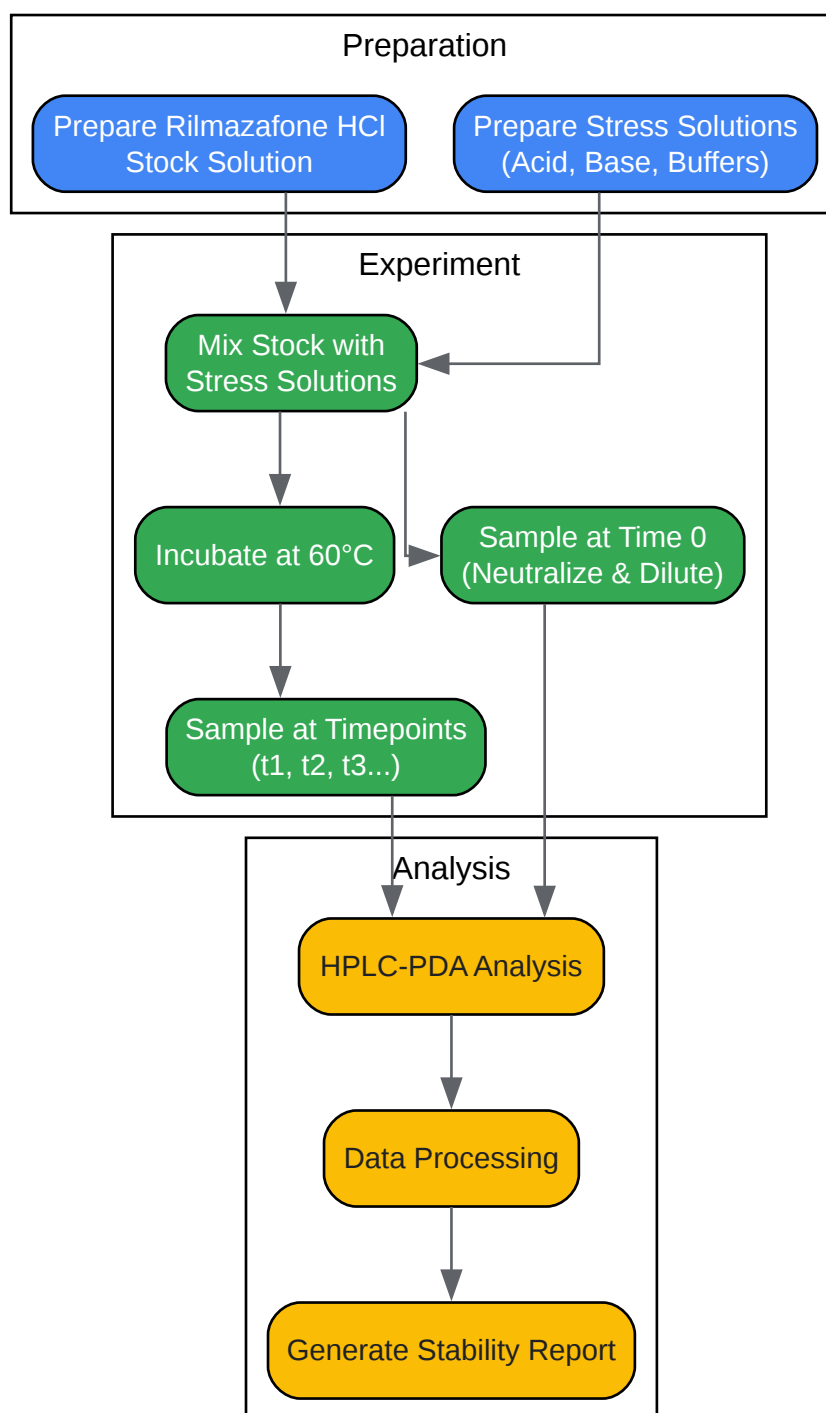 Preparation
Prepare Rilmazafone HCl
Stock Solution
Prepare Stress Solutions
(Acid, Base, Buffers)
Experiment
Mix Stock with
Stress Solutions
Incubate at 60°C
Sample at Time 0
(Neutralize & Dilute)
Sample at Timepoints
(t1, t2, t3...)
Analysis
HPLC-PDA Analysis
Data Processing
Generate Stability Report